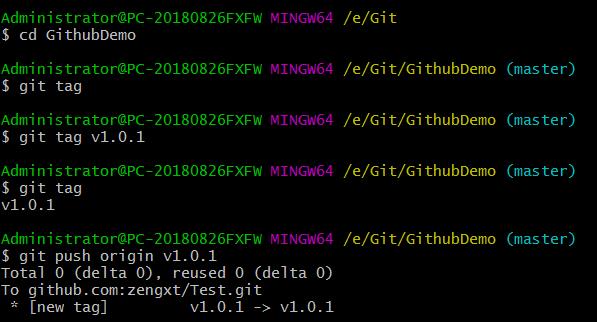 Administrator@PC-20180826FXFW MINGW64 /e/Git
$ cd GithubDemo
Administrator@PC-20180826FXFW MINGW64 /e/Git/GithubDemo (master)
$ git tag
Administrator@PC-20180826FXFW MINGW64 /e/Git/GithubDemo (master)
$ git tag v1.0.1
Administrator@PC-20180826FXFW MINGW64 /e/Git/GithubDemo (master)
$ git tag
v1.0.1
Administrator@PC-20180826FXFW MINGW64 /e/Git/GithubDemo (master)
$ git push origin v1.0.1
Total 0 (delta 0), reused 0 (delta 0)
To github.com:zengxt/Test.git
 * [new tag]         v1.0.1 -> v1.0.1